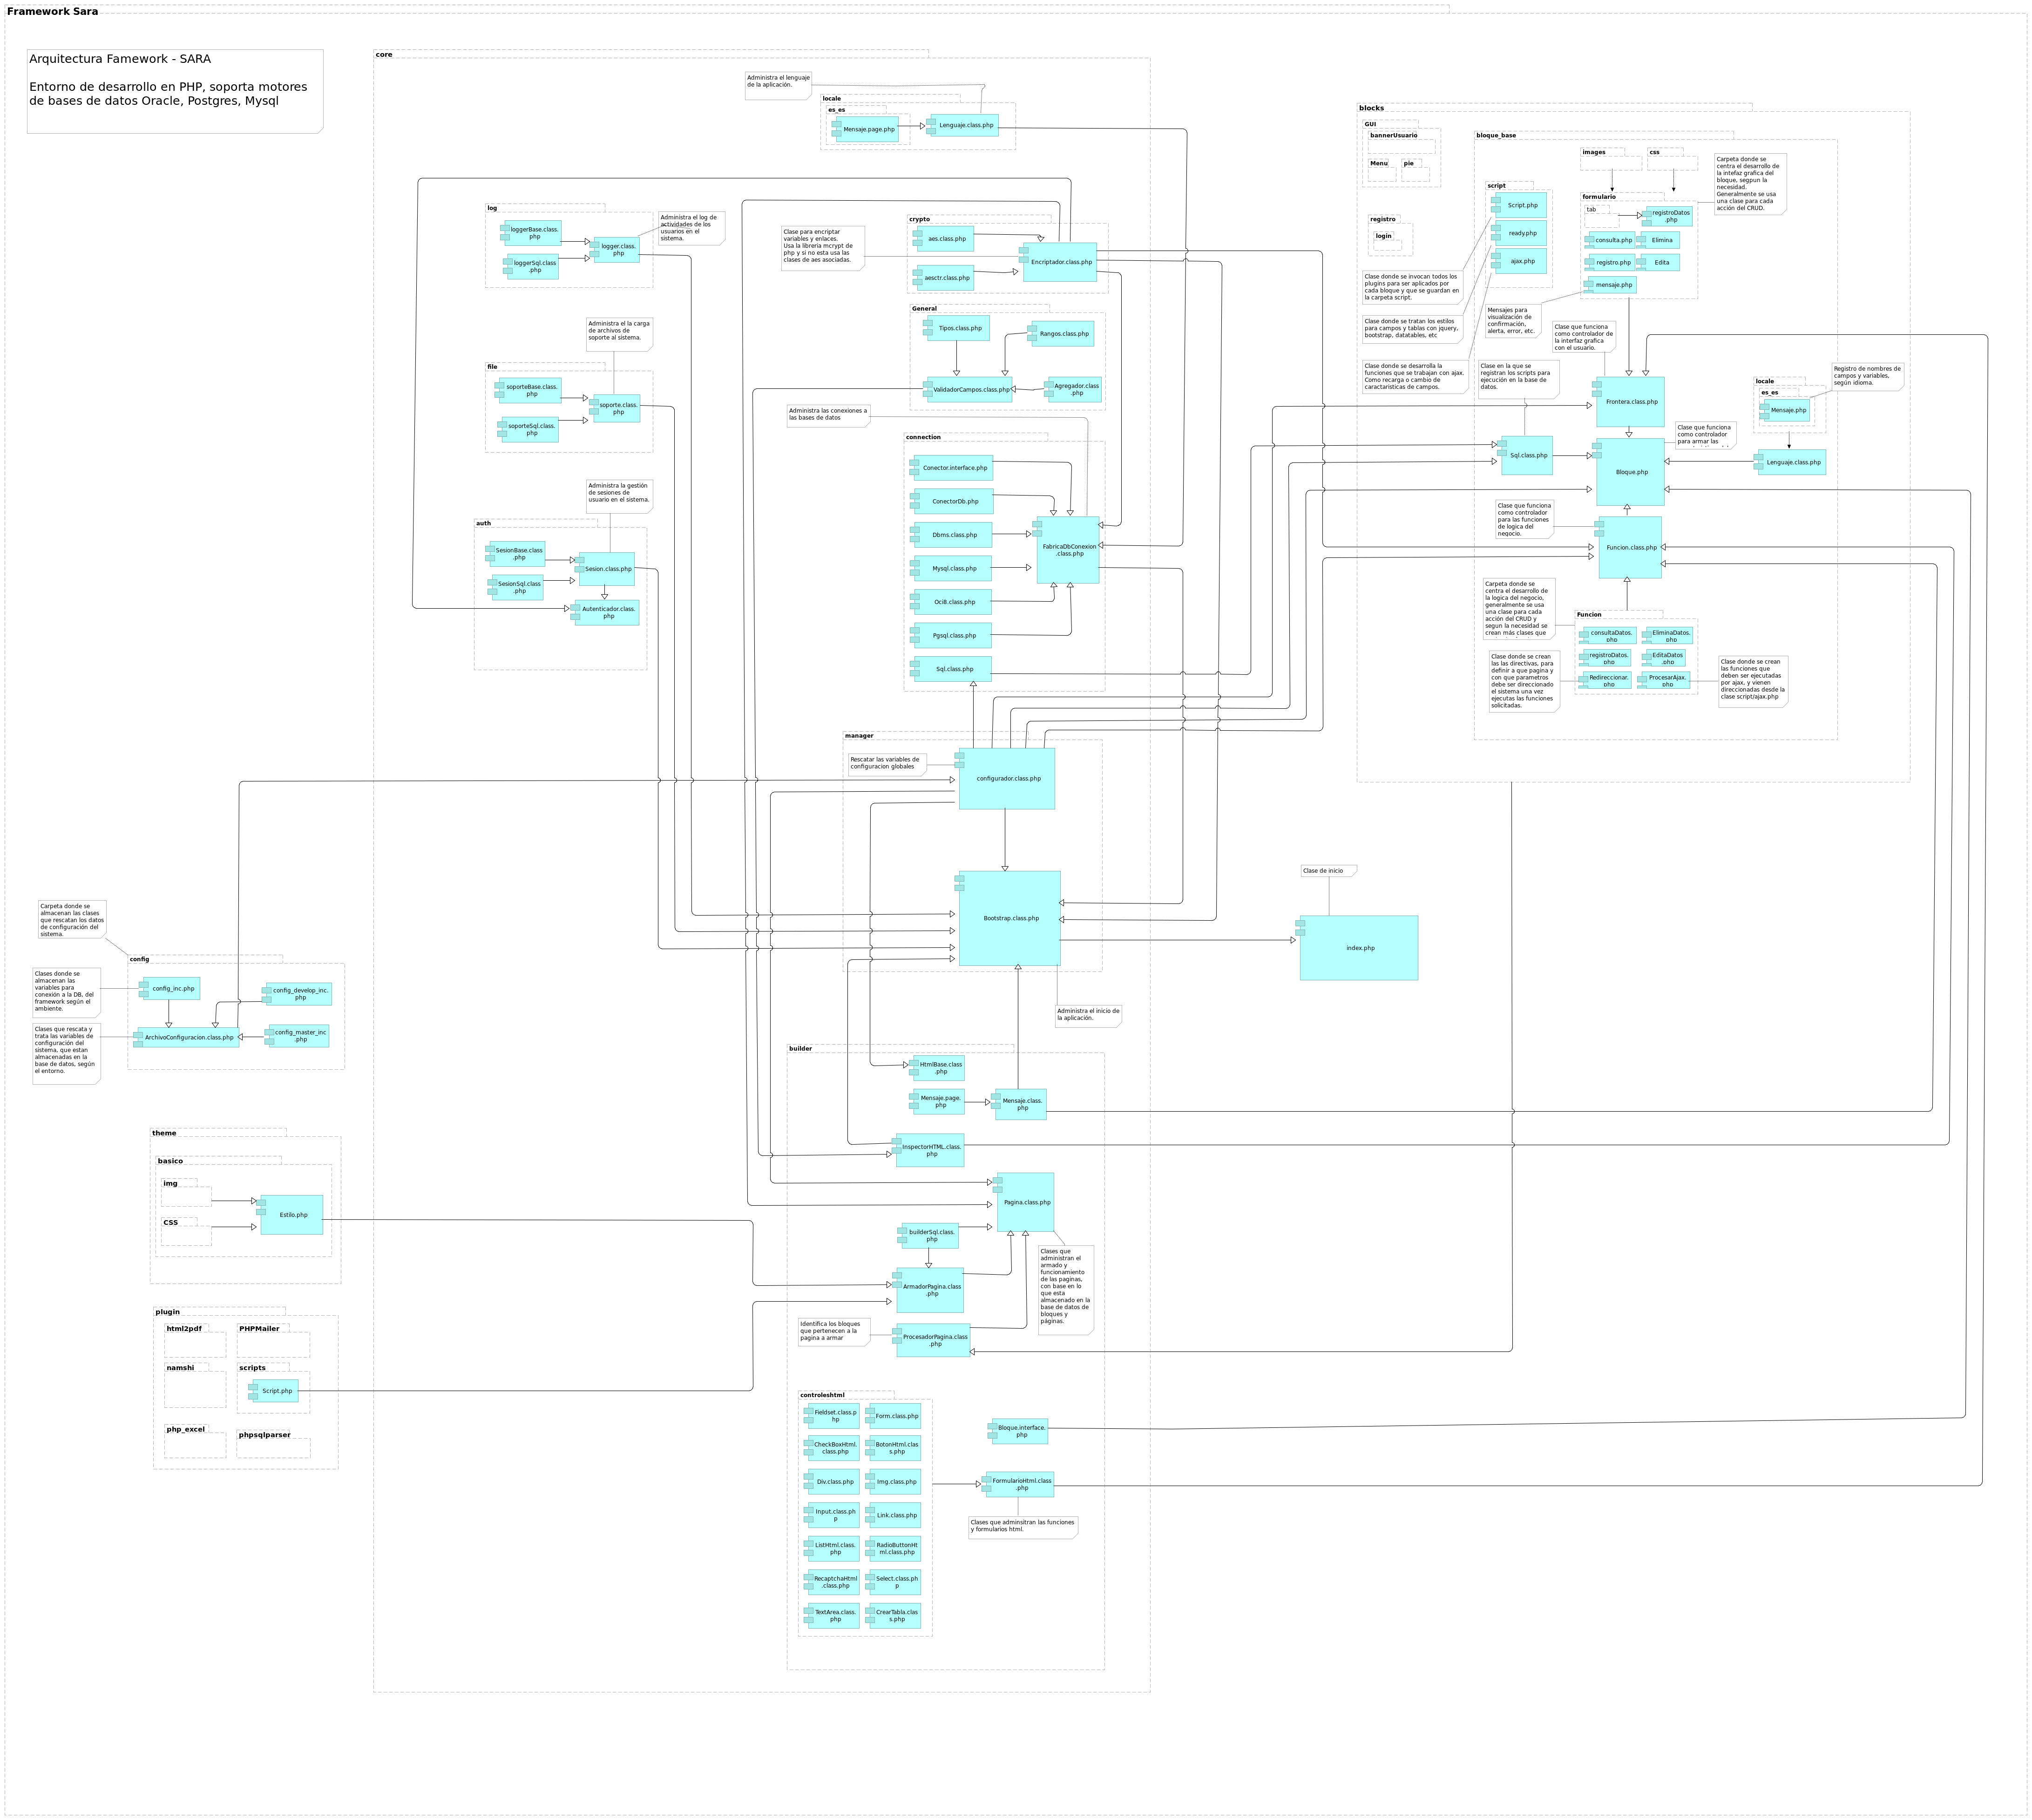 Framework Sara
Arquitectura Famework - SARA
Entorno de desarrollo en PHP, soporta motores
de bases de datos Oracle, Postgres, Mysql
core
Administra el lenguaje
de la aplicación.
locale
es_es
Mensaje.page.php
Lenguaje.class.php
log
loggerBase.class.
php
loggerSql.class
.php
logger.class.
php
Administra el log de
actividades de los
usuarios en el
sistema.
crypto
aes.class.php
aesctr.class.php
Encriptador.class.php
Clase para encriptar
variables y enlaces.
Usa la libreria mcrypt de
php y si no esta usa las
clases de aes asociadas.
General
Tipos.class.php
Rangos.class.php
ValidadorCampos.class.php
Agregador.class
.php
Administra el la carga
de archivos de
soporte al sistema.
file
soporteBase.class.
php
soporteSql.class.
php
soporte.class.
php
Administra las conexiones a
las bases de datos
connection
Conector.interface.php
ConectorDb.php
Dbms.class.php
Mysql.class.php
Oci8.class.php
Pgsql.class.php
Sql.class.php
FabricaDbConexion
.class.php
Administra la gestión
de sesiones de
usuario en el sistema.
auth
SesionBase.class
.php
SesionSql.class
.php
Sesion.class.php
Autenticador.class.
php
manager
Rescatar las variables de
configuracion globales
configurador.class.php
Bootstrap.class.php
Administra el inicio de
la aplicación.
Clase de inicio
index.php
blocks
GUI
bannerUsuario
Menu
pie
registro
login
bloque_base
images
css
Carpeta donde se
centra el desarrollo de
la intefaz grafica del
bloque, segpun la
necesidad.
Generalmente se usa
una clase para cada
acción del CRUD.
script
Script.php
ready.php
ajax.php
formulario
tab
registroDatos
.php
consulta.php
Elimina
registro.php
Edita
mensaje.php
Clase donde se invocan todos los
plugins para ser aplicados por
cada bloque y que se guardan en
la carpeta script.
Clase donde se tratan los estilos
para campos y tablas con jquery,
bootstrap, datatables, etc
Clase donde se desarrolla la
funciones que se trabajan con ajax.
Como recarga o cambio de
caracteristicas de campos.
Mensajes para
visualización de
confirmación,
alerta, error, etc.
Clase que funciona
como controlador de
la interfaz grafica
con el usuario.
Clase en la que se
registran los scripts para
ejecución en la base de
datos.
Frontera.class.php
Registro de nombres de
campos y variables,
según idioma.
locale
es_es
Mensaje.php
Lenguaje.class.php
Clase que funciona
como controlador
para armar las
Sql.class.php
Bloque.php
Clase que funciona
como controlador
para las funciones
de logica del
negocio.
Funcion.class.php
Carpeta donde se
centra el desarrollo de
la logica del negocio,
generalmente se usa
una clase para cada
acción del CRUD y
segun la necesidad se
crean más clases que
Funcion
consultaDatos.
php
EliminaDatos.
php
registroDatos.
php
EditaDatos
.php
Redireccionar.
php
ProcesarAjax.
php
Clase donde se crean
las las directivas, para
definir a que pagina y
con que parametros
debe ser direccionado
el sistema una vez
ejecutas las funciones
solicitadas.
Clase donde se crean
las funciones que
deben ser ejecutadas
por ajax, y vienen
direccionadas desde la
clase script/ajax.php
Carpeta donde se
almacenan las clases
que rescatan los datos
de configuración del
sistema.
config
Clases donde se
almacenan las
variables para
conexión a la DB, del
framework según el
ambiente.
config_inc.php
config_develop_inc.
php
Clases que rescata y
trata las variables de
configuración del
sistema, que estan
almacenadas en la
base de datos, según
el entorno.
ArchivoConfiguracion.class.php
config_master_inc
.php
builder
HtmlBase.class
.php
Mensaje.page.
php
Mensaje.class.
php
InspectorHTML.class.
php
Pagina.class.php
builderSql.class.
php
ArmadorPagina.class
.php
Clases que
administran el
armado y
funcionamiento
de las paginas,
con base en lo
que esta
almacenado en la
base de datos de
bloques y
páginas.
Identifica los bloques
que pertenecen a la
pagina a armar
ProcesadorPagina.class
.php
theme
basico
img
CSS
Estilo.php
plugin
html2pdf
PHPMailer
namshi
scripts
Script.php
php_excel
phpsqlparser
controleshtml
Fieldset.class.p
hp
Form.class.php
CheckBoxHtml.
class.php
BotonHtml.clas
s.php
Div.class.php
Img.class.php
Input.class.ph
p
Link.class.php
ListHtml.class.
php
RadioButtonHt
ml.class.php
RecaptchaHtml
.class.php
Select.class.ph
p
TextArea.class.
php
CrearTabla.clas
s.php
Bloque.interface.
php
FormularioHtml.class
.php
Clases que adminsitran las funciones
y formularios html.